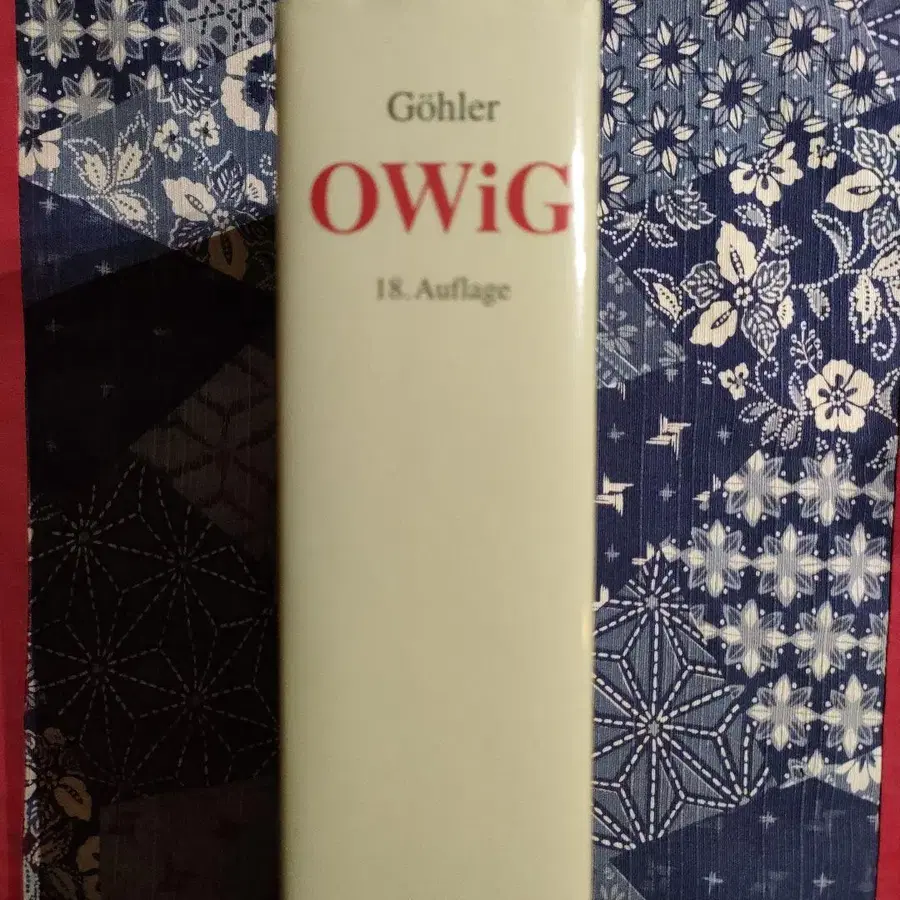 Göhler
OWiG
18. Auflage